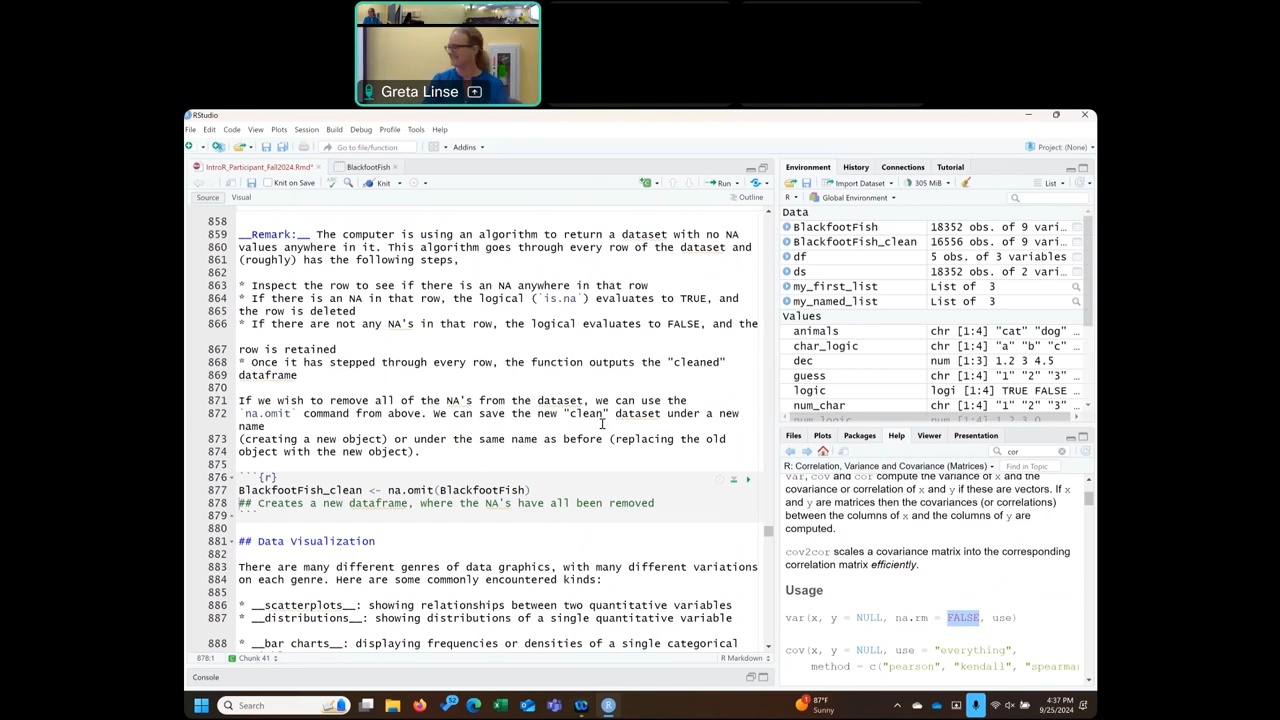 Greta Linse
RStudio
File Edit Code View Plots Session Build Debug Profile Tools Help
Go to file/function
Addins
Project: (None)
IntroR_Participant_Fall2024.Rmd*
BlackfootFish
Knit on Save
Knit
Run
Source Visual
Outline
858
859 __Remark:__ The computer is using an algorithm to return a dataset with no NA
860 values anywhere in it. This algorithm goes through every row of the dataset and
861 (roughly) has the following steps,
862
863 * Inspect the row to see if there is an NA anywhere in that row
864 * If there is an NA in that row, the logical (`is.na`) evaluates to TRUE, and
865 the row is deleted
866 * If there are not any NA's in that row, the logical evaluates to FALSE, and the
867 row is retained
868 * Once it has stepped through every row, the function outputs the "cleaned"
869 dataframe
870
871 If we wish to remove all of the NA's from the dataset, we can use the
872 `na.omit` command from above. We can save the new "clean" dataset under a new
name
873 (creating a new object) or under the same name as before (replacing the old
874 object with the new object).
875
876 ```{r}
877 BlackfootFish_clean <- na.omit(BlackfootFish)
878 ## Creates a new dataframe, where the NA's have all been removed
879 ```
880
881 ## Data Visualization
882
883 There are many different genres of data graphics, with many different variations
884 on each genre. Here are some commonly encountered kinds:
885
886 * __scatterplots__: showing relationships between two quantitative variables
887 * __distributions__: showing distributions of a single quantitative variable
888 * __bar charts__: displaying frequencies or densities of a single categorical
878:1 Chunk 41 R Markdown
Console
Environment History Connections Tutorial
Import Dataset 305 MiB List
R Global Environment
Data
BlackfootFish 18352 obs. of 9 vari…
BlackfootFish_clean 16556 obs. of 9 vari…
df 5 obs. of 3 variables
ds 18352 obs. of 2 vari…
my_first_list List of 3
my_named_list List of 3
Values
animals chr [1:4] "cat" "dog" …
char_logic chr [1:4] "a" "b" "c" …
dec num [1:3] 1.2 3 4.5
guess chr [1:4] "1" "2" "3" …
logic logi [1:4] TRUE FALSE …
num_char chr [1:4] "1" "2" "3" …
Files Plots Packages Help Viewer Presentation
cor
R: Correlation, Variance and Covariance (Matrices) Find in Topic
var, cov and cor compute the variance of x and the
covariance or correlation of x and y if these are vectors. If x
and y are matrices then the covariances (or correlations)
between the columns of x and the columns of y are
computed.
cov2cor scales a covariance matrix into the corresponding
correlation matrix efficiently.
Usage
var(x, y = NULL, na.rm = FALSE, use)
cov(x, y = NULL, use = "everything",
method = c("pearson", "kendall", "spearma
Search
87°F
Sunny
4:37 PM
9/25/2024